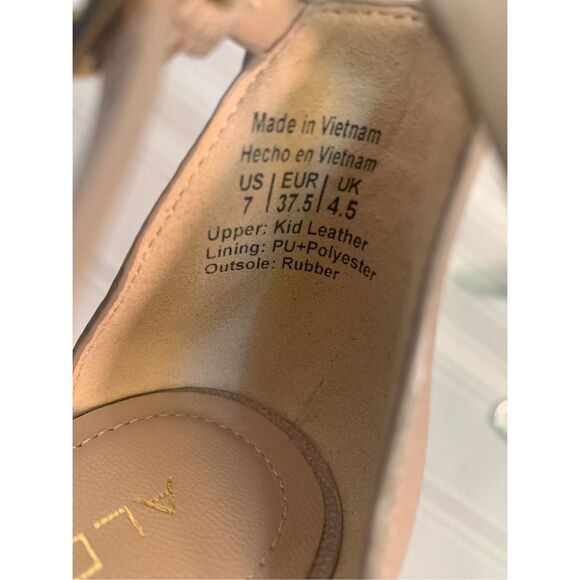 Made in Vietnam
Hecho en Vietnam
US | EUR | UK
7 | 37.5 | 4.5
Upper: Kid Leather
Lining: PU+Polyester
Outsole: Rubber